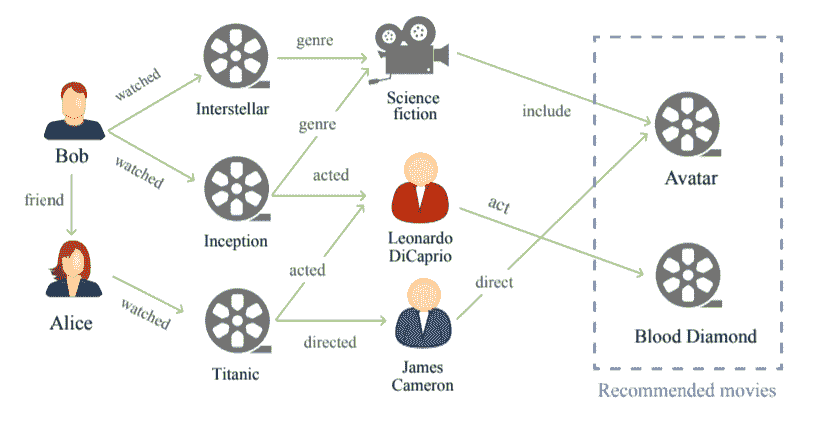 genre
watched
Interstellar
Science
fiction
include
genre
Bob
watched
acted
act
Avatar
friend
Inception
Leonardo
DiCaprio
acted
direct
Alice
watched
directed
Blood Diamond
Titanic
James
Cameron
Recommended movies